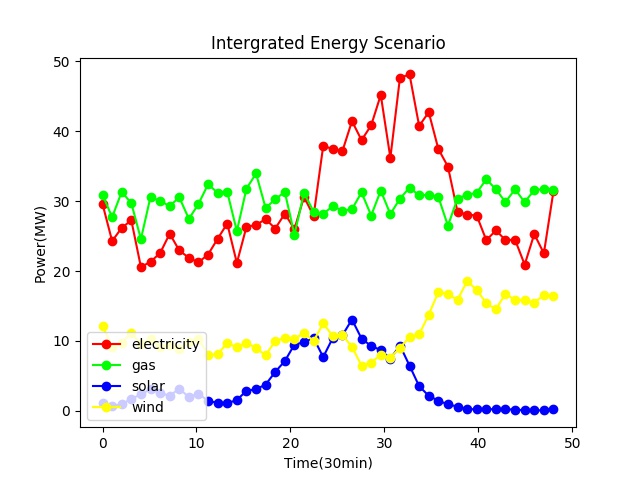 Intergrated Energy Scenario
Power(MW)
50
40
30
20
10
0
electricity
gas
solar
wind
0 10 20 30 40 50
Time(30min)